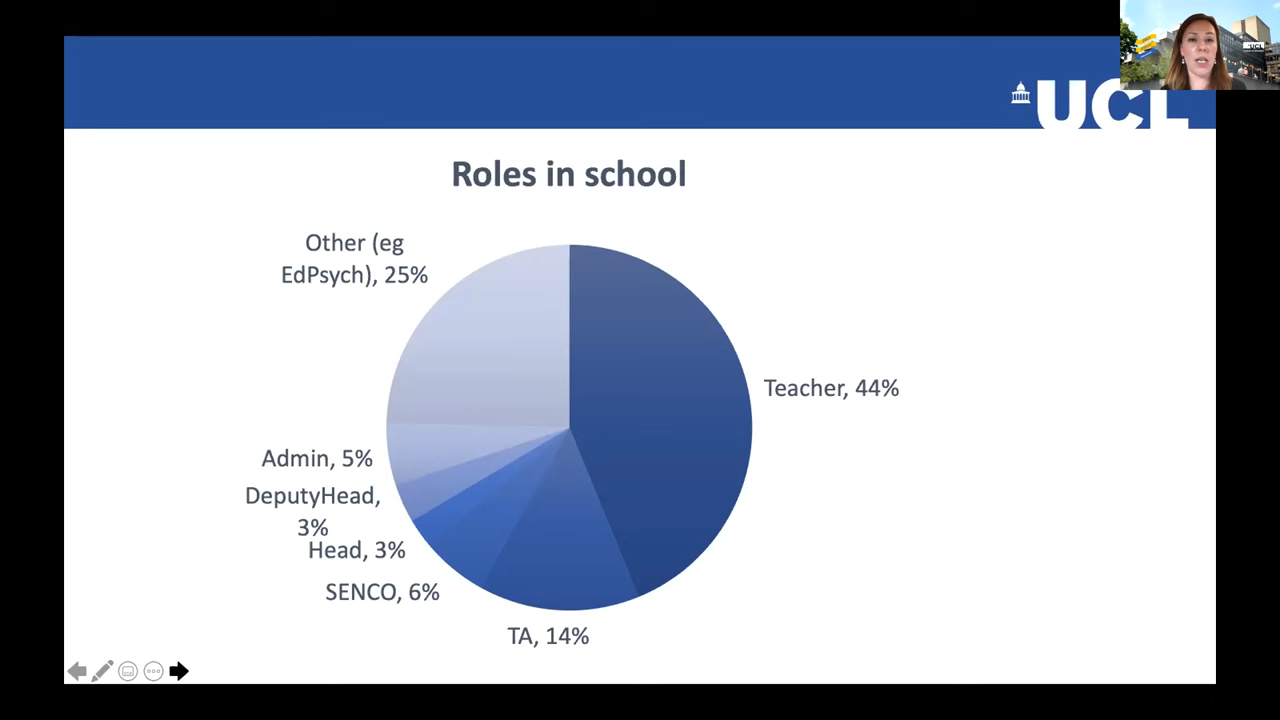 UCL
UCL
Roles in school
Other (eg
EdPsych), 25%
Teacher, 44%
Admin, 5%
DeputyHead,
3%
Head, 3%
SENCO, 6%
TA, 14%